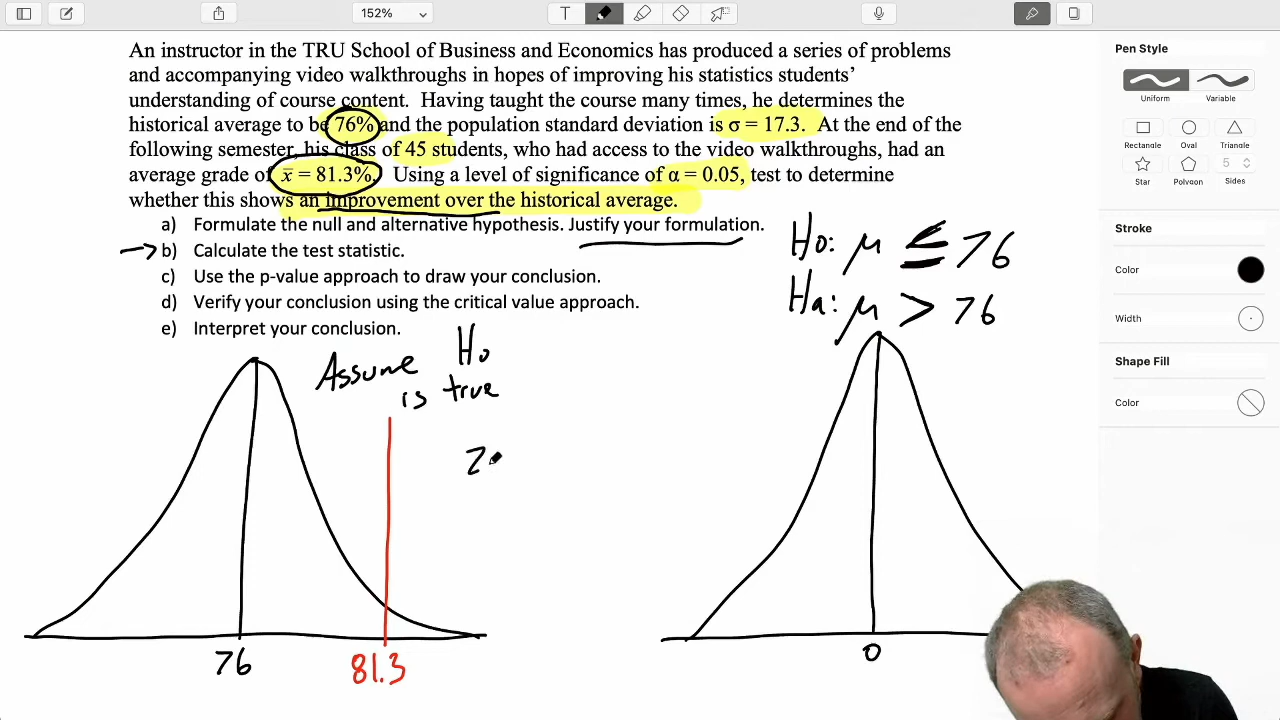 152%
T
An instructor in the TRU School of Business and Economics has produced a series of problems
and accompanying video walkthroughs in hopes of improving his statistics students’
understanding of course content. Having taught the course many times, he determines the
historical average to be 76% and the population standard deviation is σ = 17.3. At the end of the
following semester, his class of 45 students, who had access to the video walkthroughs, had an
average grade of x̅ = 81.3%. Using a level of significance of α = 0.05, test to determine
whether this shows an improvement over the historical average.
a) Formulate the null and alternative hypothesis. Justify your formulation.
b) Calculate the test statistic.
c) Use the p-value approach to draw your conclusion.
d) Verify your conclusion using the critical value approach.
e) Interpret your conclusion.
Ho: μ ≤ 76
Ha: μ > 76
Assume Ho
is true
Z
76
81.3
0
Pen Style
Uniform
Variable
Rectangle
Oval
Triangle
Star
Polygon
5
Sides
Stroke
Color
Width
Shape Fill
Color